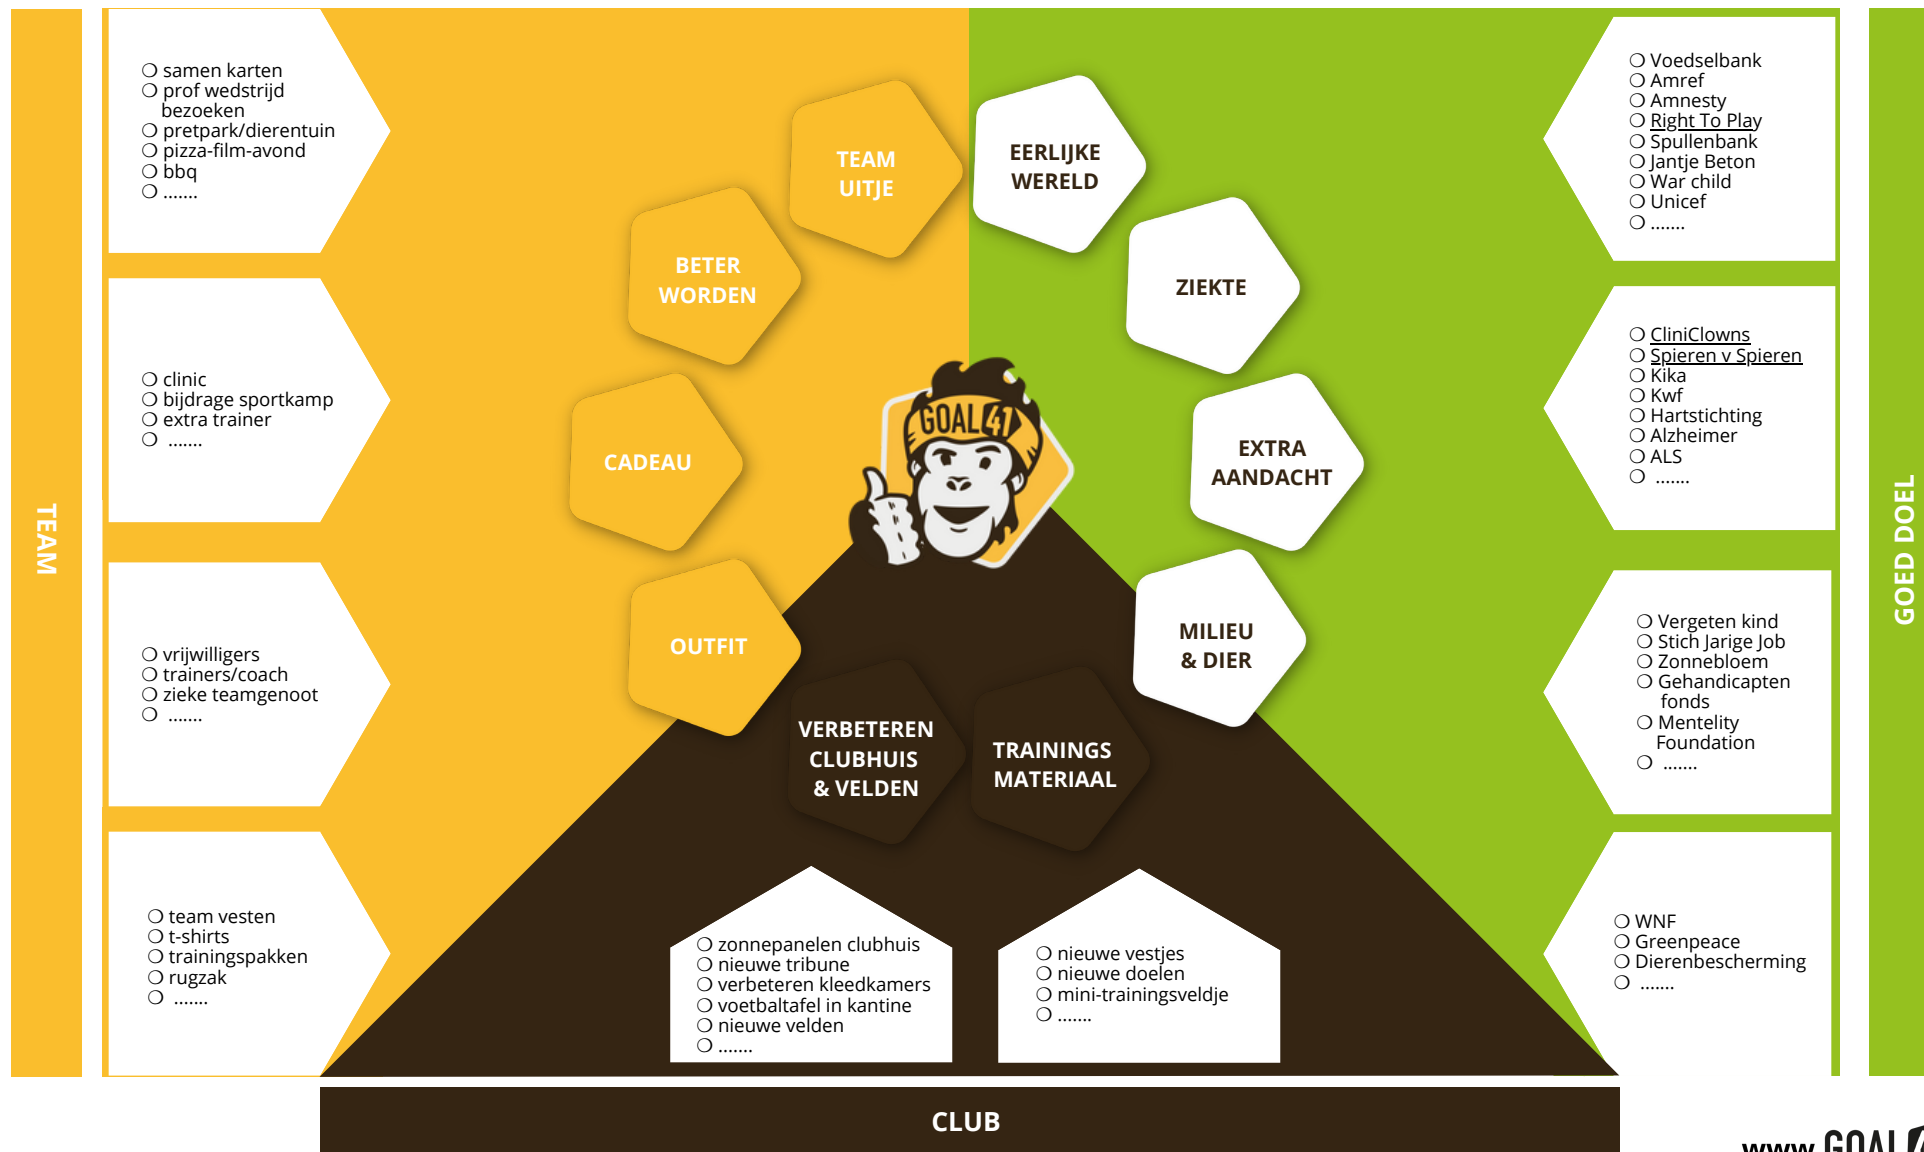 TEAM
❍ samen karten
❍ prof wedstrijd
bezoeken
❍ pretpark/dierentuin
❍ pizza-film-avond
❍ bbq
❍ .......
❍ clinic
❍ bijdrage sportkamp
❍ extra trainer
❍ .......
❍ vrijwilligers
❍ trainers/coach
❍ zieke teamgenoot
❍ .......
❍ team vesten
❍ t-shirts
❍ trainingspakken
❍ rugzak
❍ .......
TEAM
UITJE
BETER
WORDEN
CADEAU
OUTFIT
GOAL 41
EERLIJKE
WERELD
ZIEKTE
EXTRA
AANDACHT
MILIEU
& DIER
VERBETEREN
CLUBHUIS
& VELDEN
TRAININGS
MATERIAAL
❍ zonnepanelen clubhuis
❍ nieuwe tribune
❍ verbeteren kleedkamers
❍ voetbaltafel in kantine
❍ nieuwe velden
❍ .......
❍ nieuwe vestjes
❍ nieuwe doelen
❍ mini-trainingsveldje
❍ .......
❍ Voedselbank
❍ Amref
❍ Amnesty
❍ Right To Play
❍ Spullenbank
❍ Jantje Beton
❍ War child
❍ Unicef
❍ .......
❍ CliniClowns
❍ Spieren v Spieren
❍ Kika
❍ Kwf
❍ Hartstichting
❍ Alzheimer
❍ ALS
❍ .......
❍ Vergeten kind
❍ Stich Jarige Job
❍ Zonnebloem
❍ Gehandicapten
fonds
❍ Mentelity
Foundation
❍ .......
❍ WNF
❍ Greenpeace
❍ Dierenbescherming
❍ .......
GOED DOEL
CLUB
www.GOAL